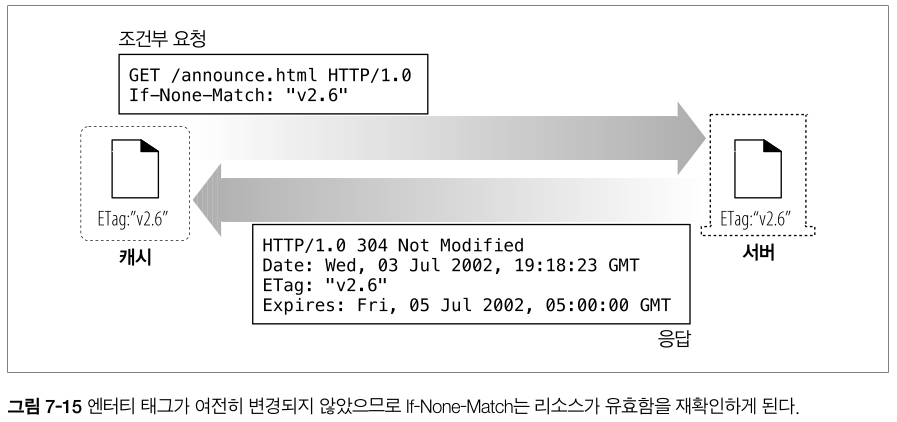 조건부 요청
GET /announce.html HTTP/1.0
If-None-Match: "v2.6"
ETag:"v2.6"
캐시
ETag:"v2.6"
서버
HTTP/1.0 304 Not Modified
Date: Wed, 03 Jul 2002, 19:18:23 GMT
ETag: "v2.6"
Expires: Fri, 05 Jul 2002, 05:00:00 GMT
응답
그림 7-15 엔터티 태그가 여전히 변경되지 않았으므로 If-None-Match는 리소스가 유효함을 재확인하게 된다.